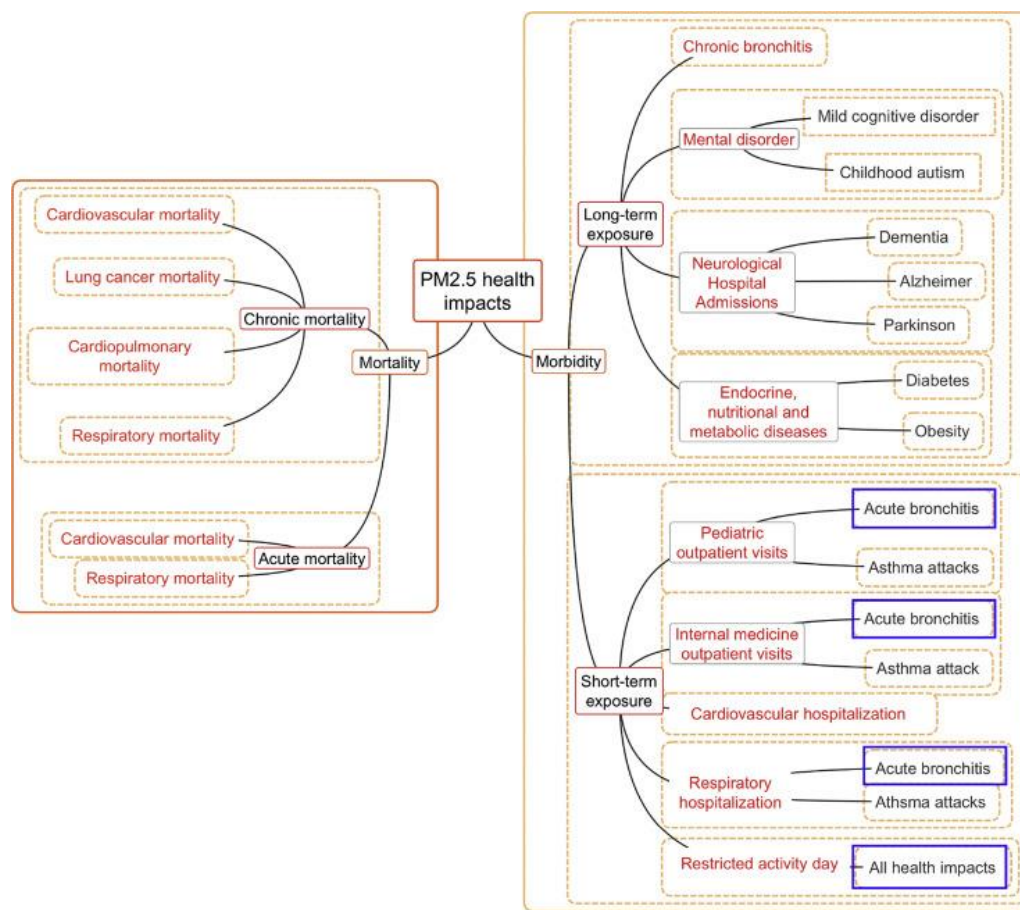 PM2.5 health
impacts
Mortality
Chronic mortality
Cardiovascular mortality
Lung cancer mortality
Cardiopulmonary
mortality
Respiratory mortality
Acute mortality
Cardiovascular mortality
Respiratory mortality
Morbidity
Long-term
exposure
Chronic bronchitis
Mental disorder
Mild cognitive disorder
Childhood autism
Neurological
Hospital
Admissions
Dementia
Alzheimer
Parkinson
Endocrine,
nutritional and
metabolic diseases
Diabetes
Obesity
Short-term
exposure
Pediatric
outpatient visits
Acute bronchitis
Asthma attacks
Internal medicine
outpatient visits
Acute bronchitis
Asthma attack
Cardiovascular hospitalization
Respiratory
hospitalization
Acute bronchitis
Athsma attacks
Restricted activity day
All health impacts